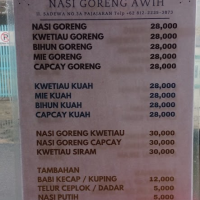 NASI GORENG AWIH
NASI GORENG 28,000
KWETIAU GORENG 28,000
BIHUN GORENG 28,000
MIE GORENG 28,000
CAPCAY GORENG 28,000
KWETIAU KUAH 28,000
MIE KUAH 28,000
BIHUN KUAH 28,000
CAPCAY KUAH 28,000
NASI GORENG KWETIAU 30,000
NASI GORENG CAPCAY 30,000
KWETIAU SIRAM 30,000
TAMBAHAN
BABI KECAP / KUPING 12,000
TELUR CEPLOK / DADAR 5,000
NASI PUTIH